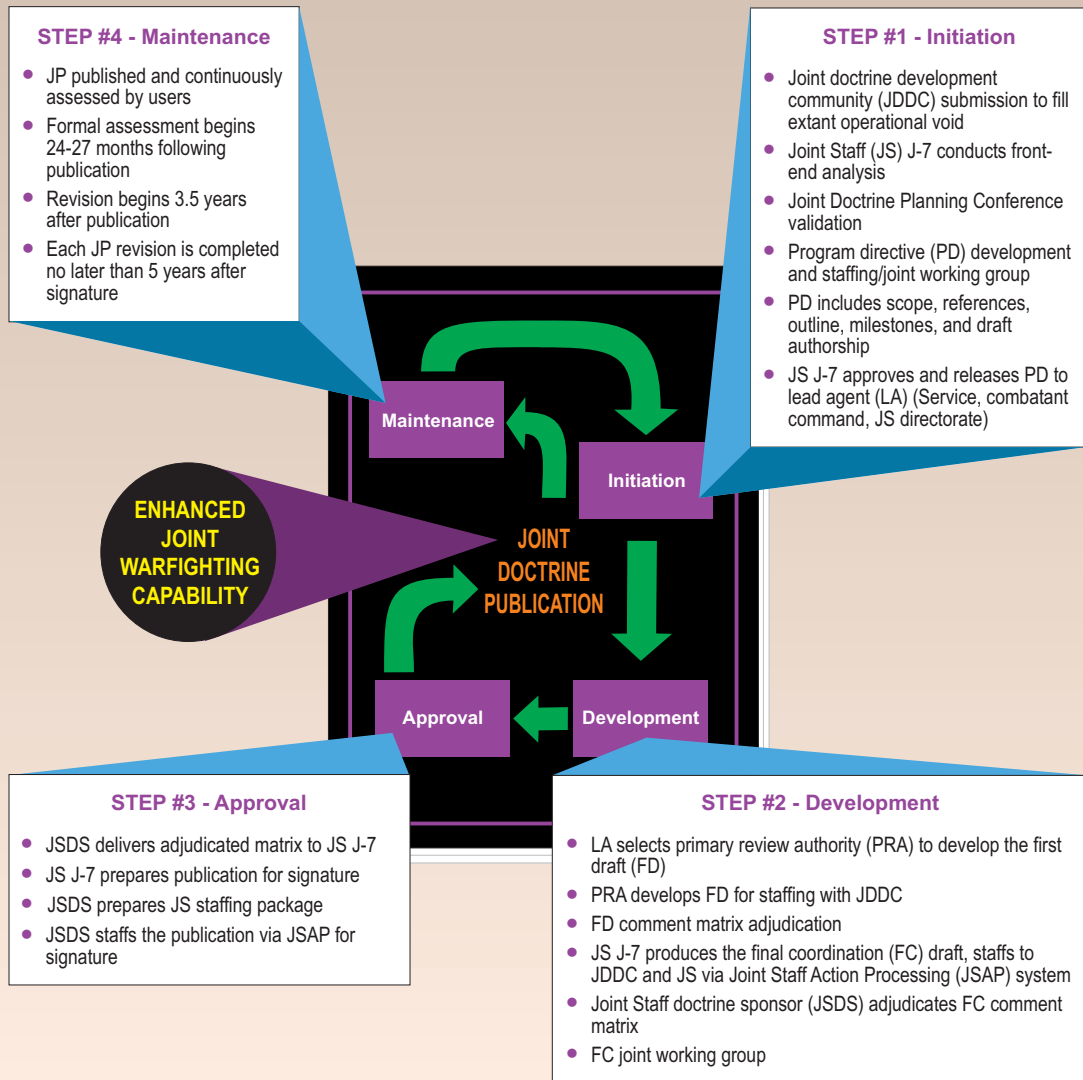 STEP #4 - Maintenance
• JP published and continuously
assessed by users
• Formal assessment begins
24-27 months following
publication
• Revision begins 3.5 years
after publication
• Each JP revision is completed
no later than 5 years after
signature
STEP #1 - Initiation
• Joint doctrine development
community (JDDC) submission to fill
extant operational void
• Joint Staff (JS) J-7 conducts front-
end analysis
• Joint Doctrine Planning Conference
validation
• Program directive (PD) development
and staffing/joint working group
• PD includes scope, references,
outline, milestones, and draft
authorship
• JS J-7 approves and releases PD to
lead agent (LA) (Service, combatant
command, JS directorate)
Maintenance
Initiation
ENHANCED
JOINT
WARFIGHTING
CAPABILITY
JOINT
DOCTRINE
PUBLICATION
Approval
Development
STEP #3 - Approval
• JSDS delivers adjudicated matrix to JS J-7
• JS J-7 prepares publication for signature
• JSDS prepares JS staffing package
• JSDS staffs the publication via JSAP for
signature
STEP #2 - Development
• LA selects primary review authority (PRA) to develop the first
draft (FD)
• PRA develops FD for staffing with JDDC
• FD comment matrix adjudication
• JS J-7 produces the final coordination (FC) draft, staffs to
JDDC and JS via Joint Staff Action Processing (JSAP) system
• Joint Staff doctrine sponsor (JSDS) adjudicates FC comment
matrix
• FC joint working group